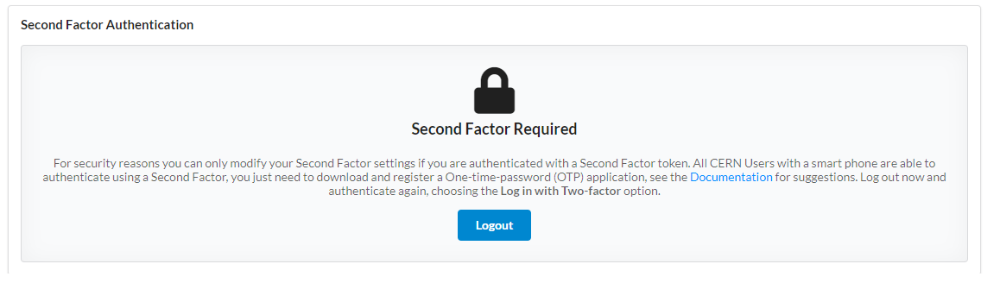 Second Factor Authentication
Second Factor Required
For security reasons you can only modify your Second Factor settings if you are authenticated with a Second Factor token. All CERN Users with a smart phone are able to
authenticate using a Second Factor, you just need to download and register a One-time-password (OTP) application, see the Documentation for suggestions. Log out now and
authenticate again, choosing the Log in with Two-factor option.
Logout